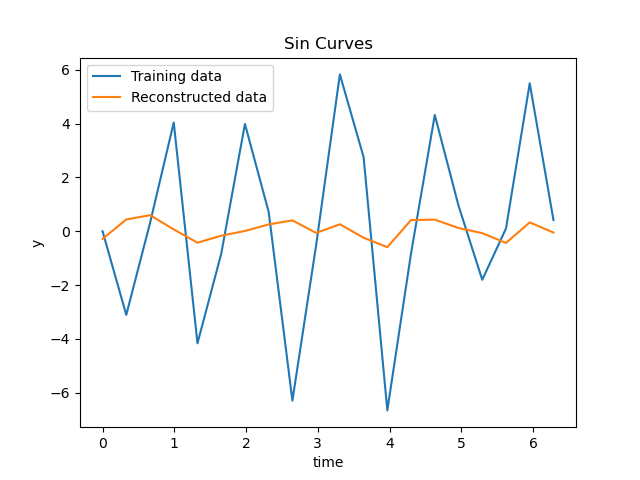 Sin Curves
Training data
Reconstructed data
6
4
2
0
−2
−4
−6
y
0 1 2 3 4 5 6
time